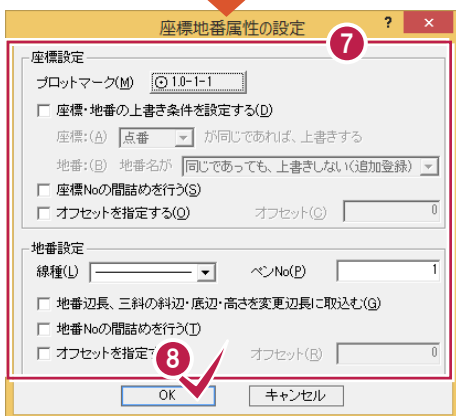 座標地番属性の設定 ? ×
7
座標設定
プロットマーク(M) 1.0-1-1
座標・地番の上書き条件を設定する(D)
座標:(A) 点番 が同じであれば、上書きする
地番:(B) 地番名が 同じであっても、上書きしない(追加登録)
座標Noの間詰めを行う(S)
オフセットを指定する(O) オフセット(C) 0
地番設定
線種(L) ペンNo(P) 1
地番辺長、三斜の斜辺・底辺・高さを変更辺長に取込む(G)
地番Noの間詰めを行う(T)
オフセットを指定 オフセット(R) 0
8
OK キャンセル